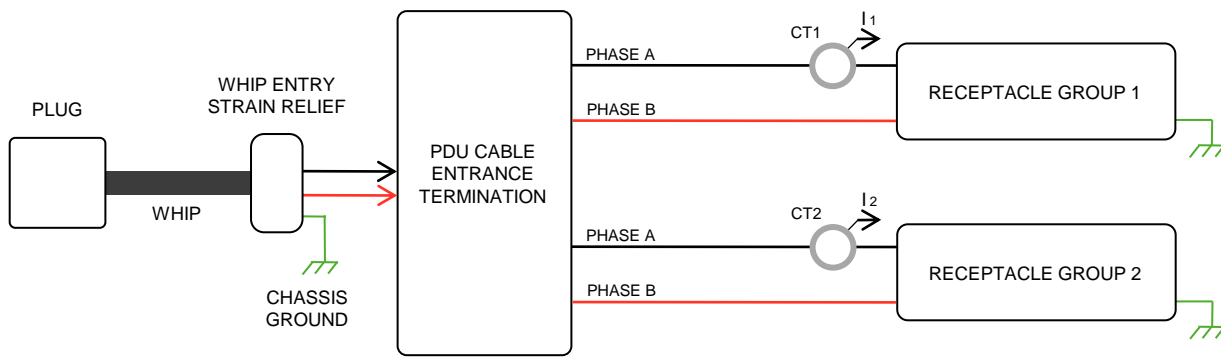 PLUG
WHIP
WHIP ENTRY
STRAIN RELIEF
CHASSIS
GROUND
PDU CABLE
ENTRANCE
TERMINATION
PHASE A
CT1
I1
PHASE B
RECEPTACLE GROUP 1
PHASE A
CT2
I2
PHASE B
RECEPTACLE GROUP 2